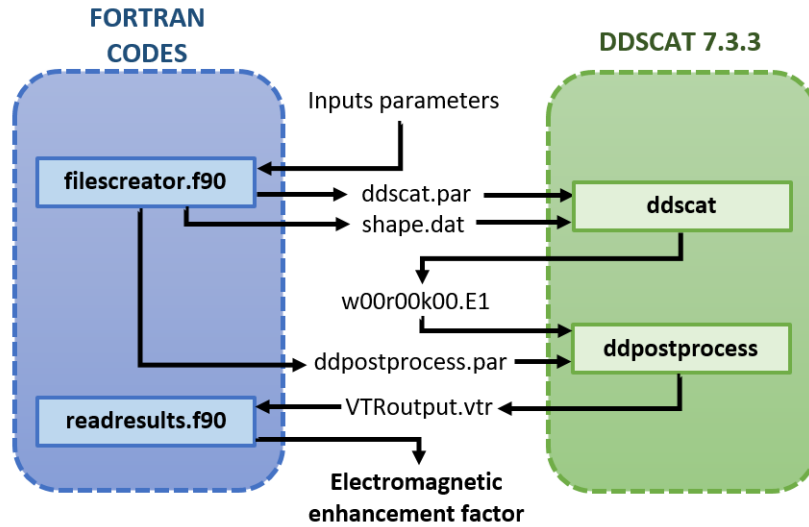 FORTRAN
CODES
DDSCAT 7.3.3
Inputs parameters
filescreator.f90
ddscat.par
shape.dat
ddscat
w00r00k00.E1
ddpostprocess.par
ddpostprocess
VTRoutput.vtr
readresults.f90
Electromagnetic
enhancement factor